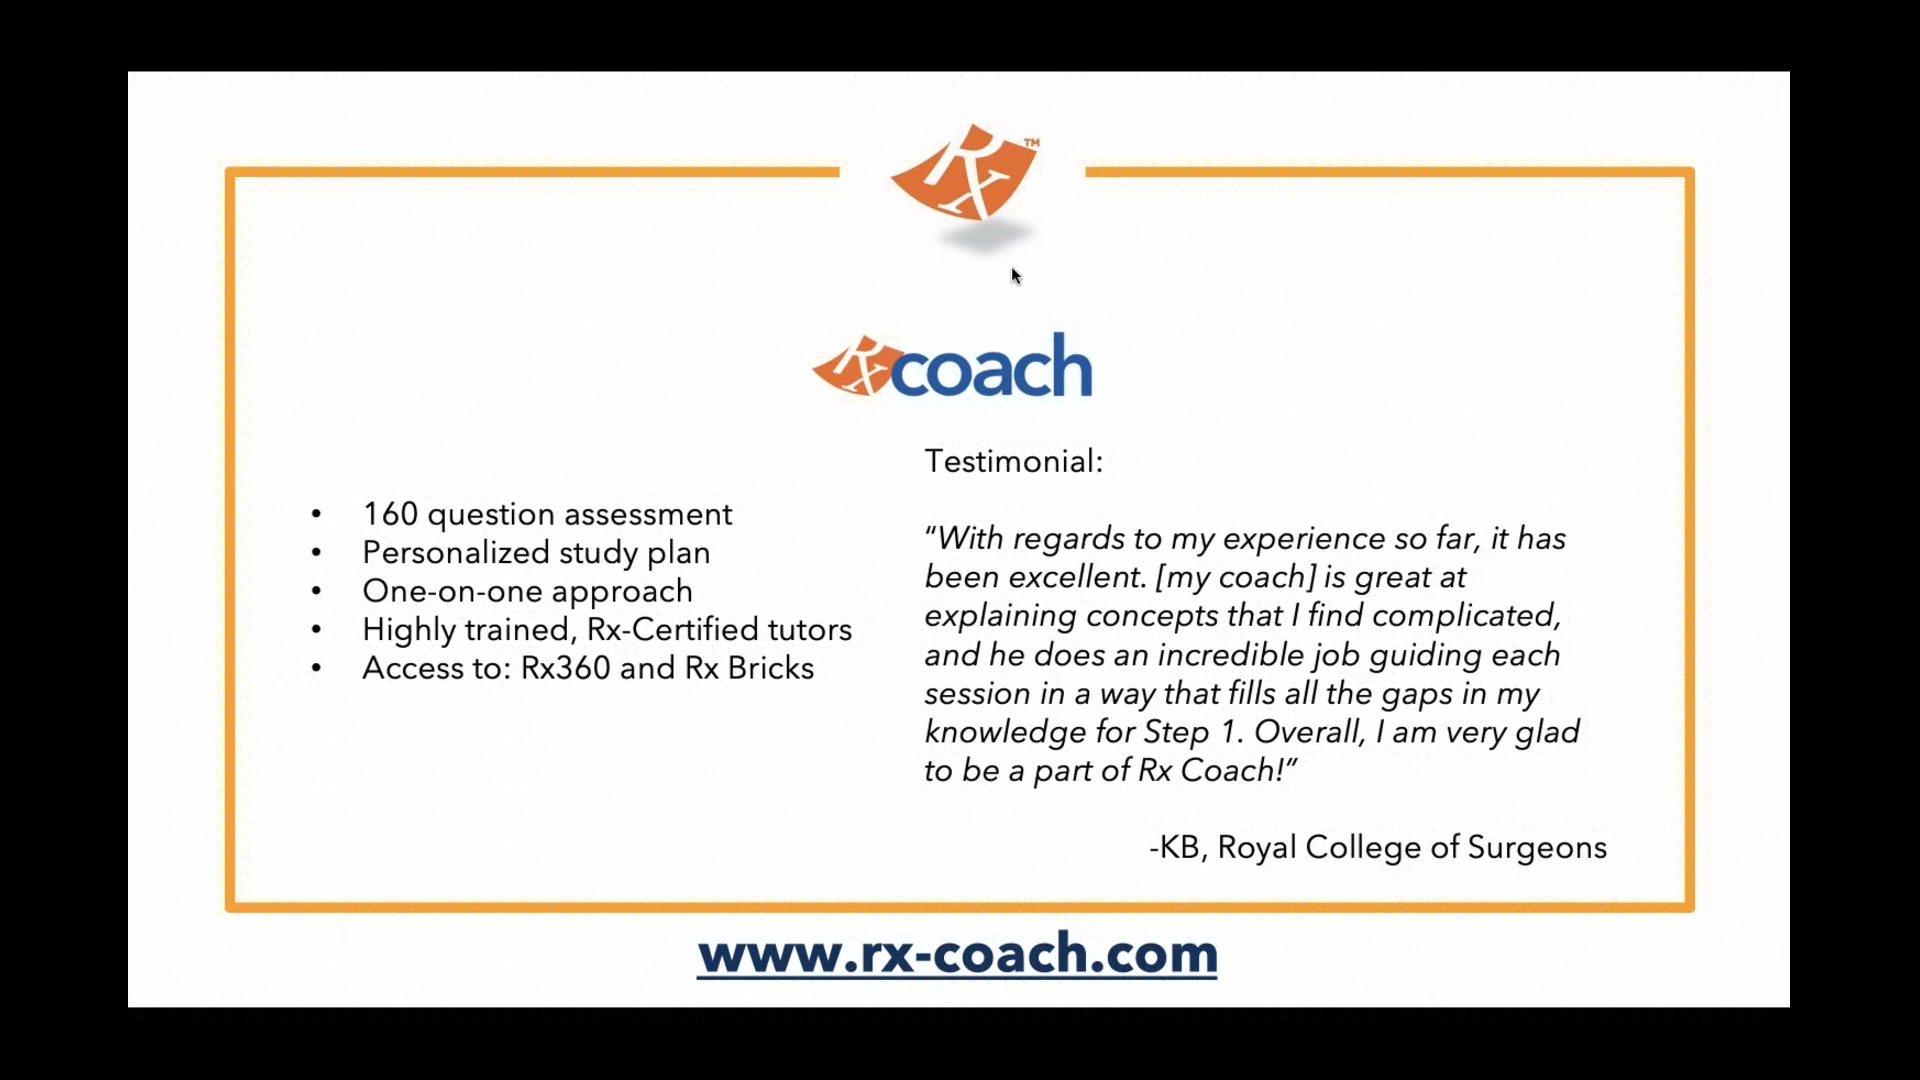 Rx™
Rx coach
• 160 question assessment
• Personalized study plan
• One-on-one approach
• Highly trained, Rx-Certified tutors
• Access to: Rx360 and Rx Bricks
Testimonial:
“With regards to my experience so far, it has
been excellent. [my coach] is great at
explaining concepts that I find complicated,
and he does an incredible job guiding each
session in a way that fills all the gaps in my
knowledge for Step 1. Overall, I am very glad
to be a part of Rx Coach!”
-KB, Royal College of Surgeons
www.rx-coach.com